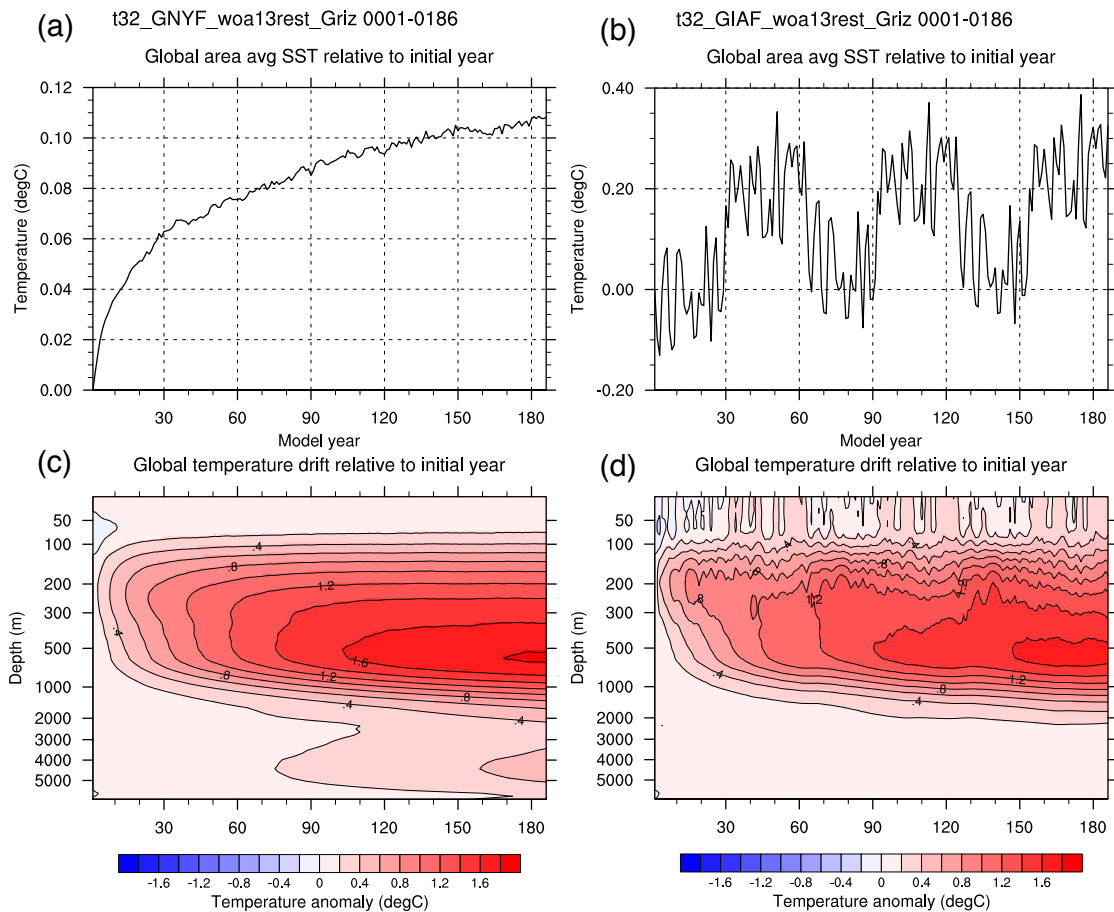 (a) t32_GNYF_woa13rest_Griz 0001-0186
Global area avg SST relative to initial year
Temperature (degC)
0.12
0.10
0.08
0.06
0.04
0.02
0.00
30 60 90 120 150 180
Model year
(b) t32_GIAF_woa13rest_Griz 0001-0186
Global area avg SST relative to initial year
Temperature (degC)
0.40
0.20
0.00
-0.20
30 60 90 120 150 180
Model year
(c) Global temperature drift relative to initial year
Depth (m)
50
100
200
300
500
1000
2000
3000
4000
5000
.4
.8
1.2
1.6
.4
.8
1.2
.8
.4
30 60 90 120 150 180
-1.6 -1.2 -0.8 -0.4 0 0.4 0.8 1.2 1.6
Temperature anomaly (degC)
(d) Global temperature drift relative to initial year
Depth (m)
50
100
200
300
500
1000
2000
3000
4000
5000
.4
.4
.8
.8
.8
1.2
.4
1.2
.8
.4
30 60 90 120 150 180
-1.6 -1.2 -0.8 -0.4 0 0.4 0.8 1.2 1.6
Temperature anomaly (degC)